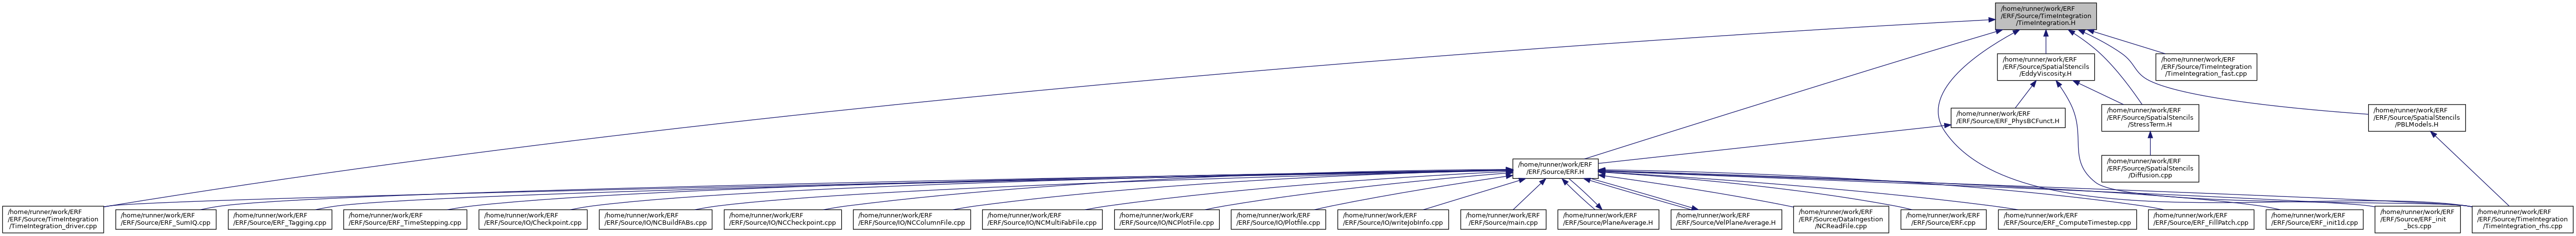 /home/runner/work/ERF
/ERF/Source/TimeIntegration
/TimeIntegration.H
/home/runner/work/ERF
/ERF/Source/SpatialStencils
/EddyViscosity.H
/home/runner/work/ERF
/ERF/Source/TimeIntegration
/TimeIntegration_fast.cpp
/home/runner/work/ERF
/ERF/Source/ERF_PhysBCFunct.H
/home/runner/work/ERF
/ERF/Source/SpatialStencils
/StressTerm.H
/home/runner/work/ERF
/ERF/Source/SpatialStencils
/PBLModels.H
/home/runner/work/ERF
/ERF/Source/ERF.H
/home/runner/work/ERF
/ERF/Source/SpatialStencils
/Diffusion.cpp
/home/runner/work/ERF
/ERF/Source/TimeIntegration
/TimeIntegration_driver.cpp
/home/runner/work/ERF
/ERF/Source/ERF_SumIQ.cpp
/home/runner/work/ERF
/ERF/Source/ERF_Tagging.cpp
/home/runner/work/ERF
/ERF/Source/ERF_TimeStepping.cpp
/home/runner/work/ERF
/ERF/Source/IO/Checkpoint.cpp
/home/runner/work/ERF
/ERF/Source/IO/NCBuildFABs.cpp
/home/runner/work/ERF
/ERF/Source/IO/NCCheckpoint.cpp
/home/runner/work/ERF
/ERF/Source/IO/NCColumnFile.cpp
/home/runner/work/ERF
/ERF/Source/IO/NCMultiFabFile.cpp
/home/runner/work/ERF
/ERF/Source/IO/NCPlotFile.cpp
/home/runner/work/ERF
/ERF/Source/IO/Plotfile.cpp
/home/runner/work/ERF
/ERF/Source/IO/writeJobInfo.cpp
/home/runner/work/ERF
/ERF/Source/main.cpp
/home/runner/work/ERF
/ERF/Source/PlaneAverage.H
/home/runner/work/ERF
/ERF/Source/VelPlaneAverage.H
/home/runner/work/ERF
/ERF/Source/DataIngestion
/NCReadFile.cpp
/home/runner/work/ERF
/ERF/Source/ERF.cpp
/home/runner/work/ERF
/ERF/Source/ERF_ComputeTimestep.cpp
/home/runner/work/ERF
/ERF/Source/ERF_FillPatch.cpp
/home/runner/work/ERF
/ERF/Source/ERF_init1d.cpp
/home/runner/work/ERF
/ERF/Source/ERF_init
_bcs.cpp
/home/runner/work/ERF
/ERF/Source/TimeIntegration
/TimeIntegration_rhs.cpp